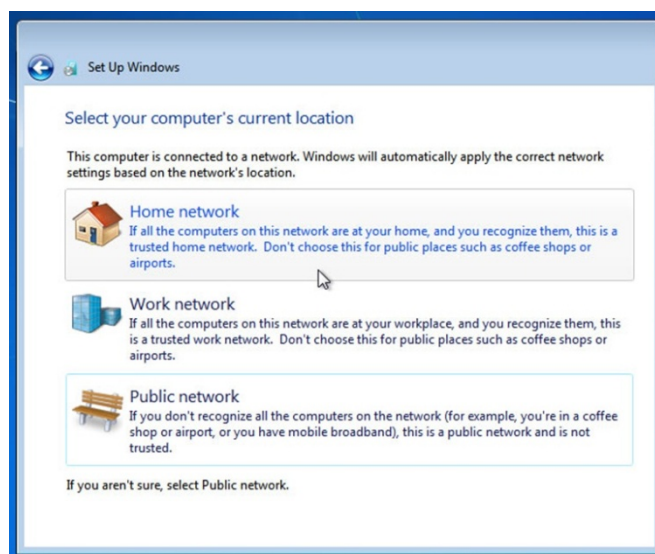 Set Up Windows
Select your computer's current location
This computer is connected to a network. Windows will automatically apply the correct network
settings based on the network's location.
Home network
If all the computers on this network are at your home, and you recognize them, this is a
trusted home network. Don't choose this for public places such as coffee shops or
airports.
Work network
If all the computers on this network are at your workplace, and you recognize them, this
is a trusted work network. Don't choose this for public places such as coffee shops or
airports.
Public network
If you don't recognize all the computers on the network (for example, you're in a coffee
shop or airport, or you have mobile broadband), this is a public network and is not
trusted.
If you aren't sure, select Public network.